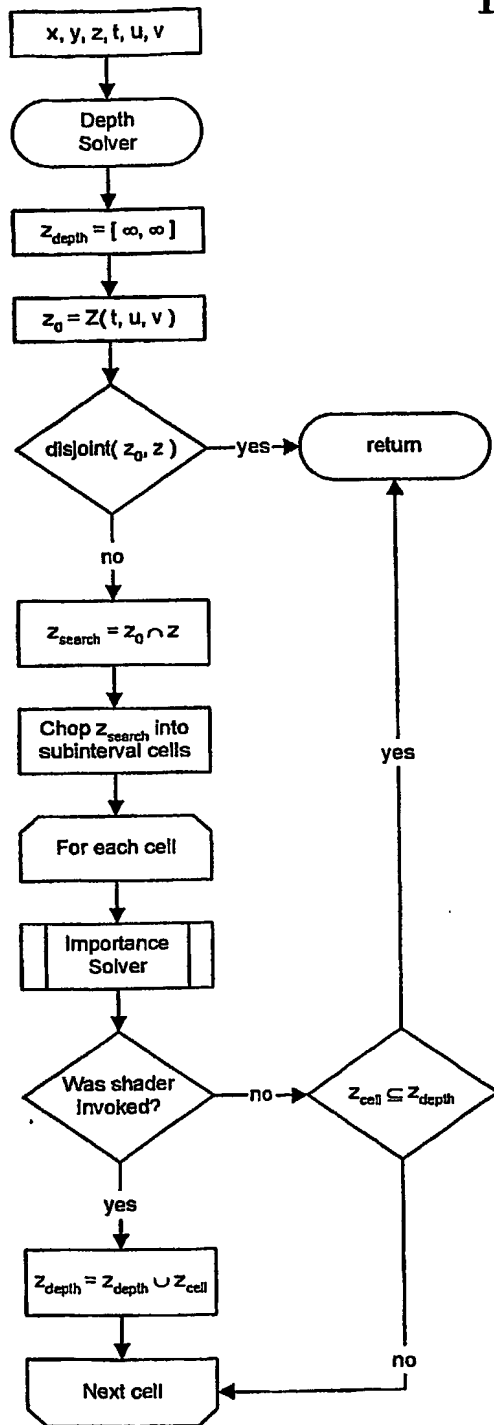 x, y, z, t, u, v
Depth
Solver
z_depth = [ ∞, ∞ ]
z_0 = Z( t, u, v )
disjoint( z_0, z )
yes
return
no
z_search = z_0 ∩ z
Chop z_search into
subinterval cells
yes
For each cell
Importance
Solver
Was shader
invoked?
no
z_cell ⊆ z_depth
yes
z_depth = z_depth ∪ z_cell
no
Next cell